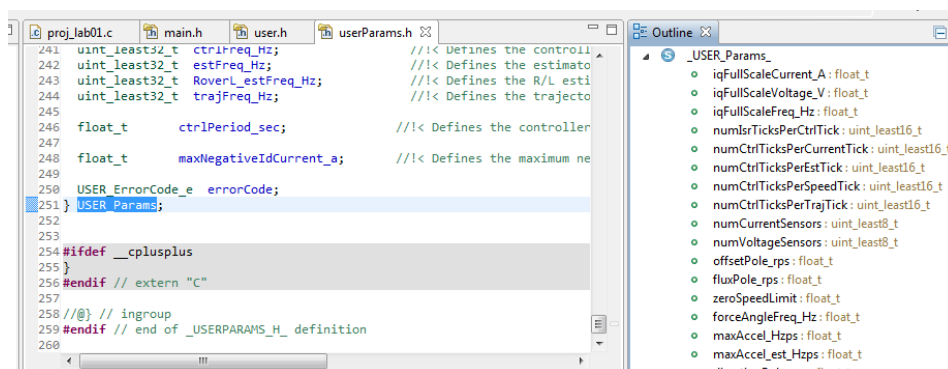 proj_lab01.c main.h user.h userParams.h
241 uint_least32_t ctrlFreq_Hz; //!< Defines the controll
242 uint_least32_t estFreq_Hz; //!< Defines the estimato
243 uint_least32_t RoverL_estFreq_Hz; //!< Defines the R/L esti
244 uint_least32_t trajFreq_Hz; //!< Defines the trajecto
245
246 float_t ctrlPeriod_sec; //!< Defines the controller
247
248 float_t maxNegativeIdCurrent_a; //!< Defines the maximum ne
249
250 USER_ErrorCode_e errorCode;
251 } USER_Params;
252
253
254 #ifdef __cplusplus
255 }
256 #endif // extern "C"
257
258 //@} // ingroup
259 #endif // end of _USERPARAMS_H_ definition
260
Outline
S _USER_Params_
iqFullScaleCurrent_A : float_t
iqFullScaleVoltage_V : float_t
iqFullScaleFreq_Hz : float_t
numIsrTicksPerCtrlTick : uint_least16_t
numCtrlTicksPerCurrentTick : uint_least16_t
numCtrlTicksPerEstTick : uint_least16_t
numCtrlTicksPerSpeedTick : uint_least16_t
numCtrlTicksPerTrajTick : uint_least16_t
numCurrentSensors : uint_least8_t
numVoltageSensors : uint_least8_t
offsetPole_rps : float_t
fluxPole_rps : float_t
zeroSpeedLimit : float_t
forceAngleFreq_Hz : float_t
maxAccel_Hzps : float_t
maxAccel_est_Hzps : float_t